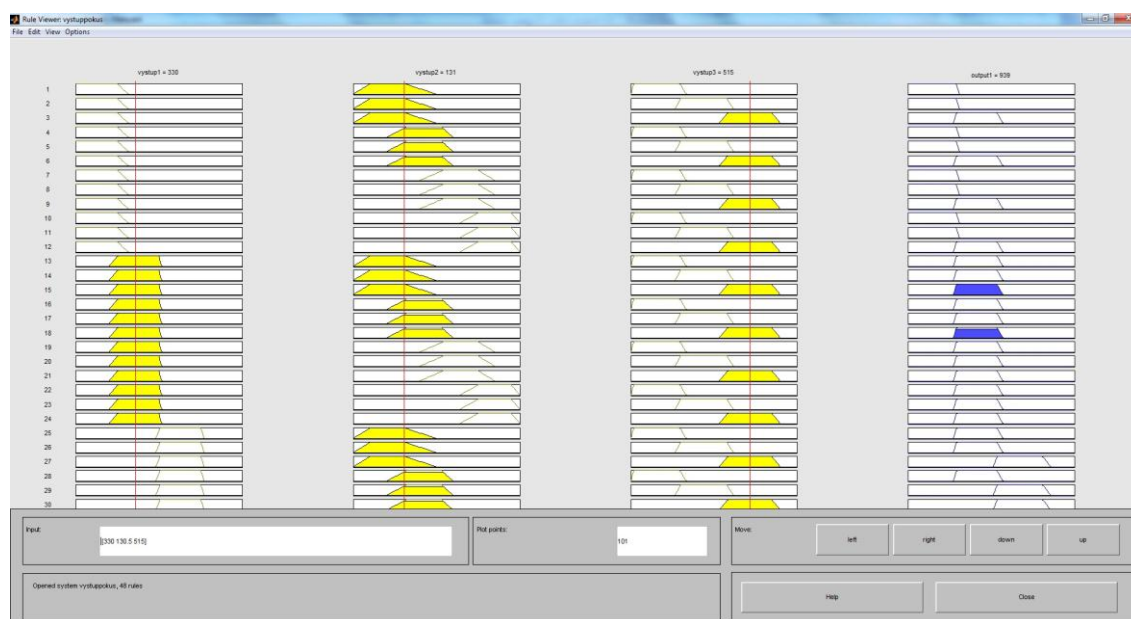 Rule Viewer: vystuppokus
File Edit View Options
vystup1 = 330
vystup2 = 131
vystup3 = 515
output1 = 939
1
2
3
4
5
6
7
8
9
10
11
12
13
14
15
16
17
18
19
20
21
22
23
24
25
26
27
28
29
30
Input:
[[330 130.5 515]
Plot points:
101
Move:
left
right
down
up
Opened system vystuppokus, 48 rules
Help
Close